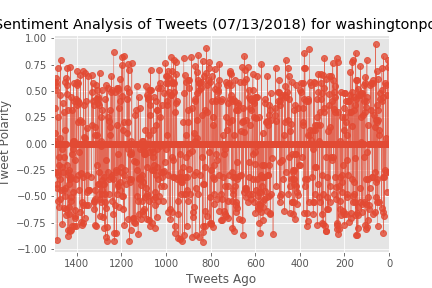 Sentiment Analysis of Tweets (07/13/2018) for washingtonpo
Tweet Polarity
1.00
0.75
0.50
0.25
0.00
−0.25
−0.50
−0.75
−1.00
1400 1200 1000 800 600 400 200 0
Tweets Ago